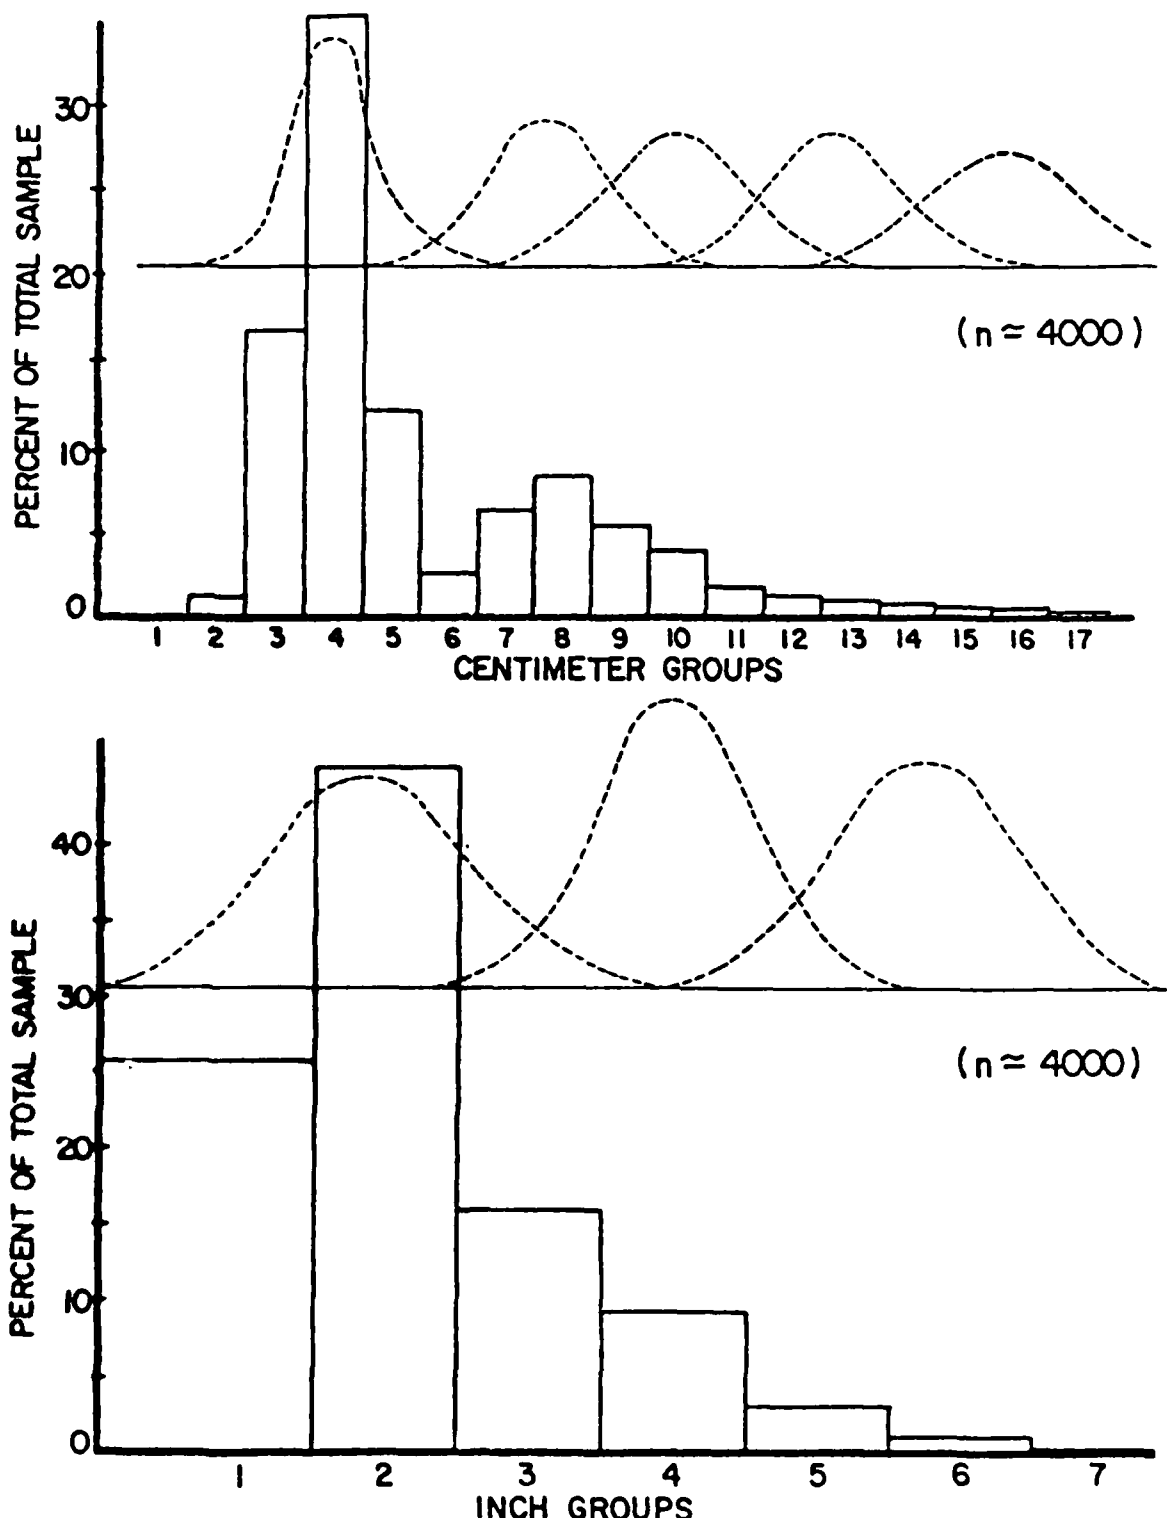 PERCENT OF TOTAL SAMPLE
30
20
10
0
(n ≃ 4000)
1 2 3 4 5 6 7 8 9 10 11 12 13 14 15 16 17
CENTIMETER GROUPS
PERCENT OF TOTAL SAMPLE
40
30
20
10
0
(n ≃ 4000)
1 2 3 4 5 6 7
INCH GROUPS